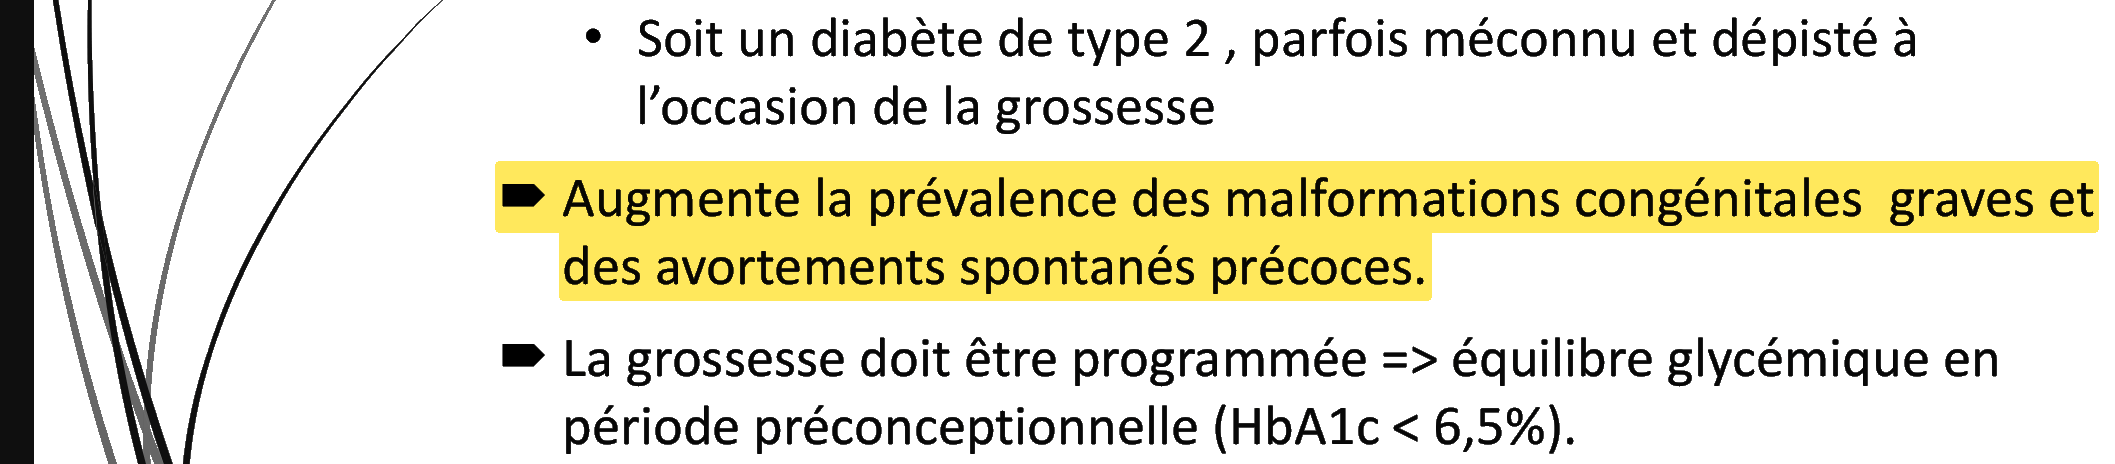 • Soit un diabète de type 2 , parfois méconnu et dépisté à
l’occasion de la grossesse
Augmente la prévalence des malformations congénitales  graves et
des avortements spontanés précoces.
La grossesse doit être programmée => équilibre glycémique en
période préconceptionnelle (HbA1c < 6,5%).